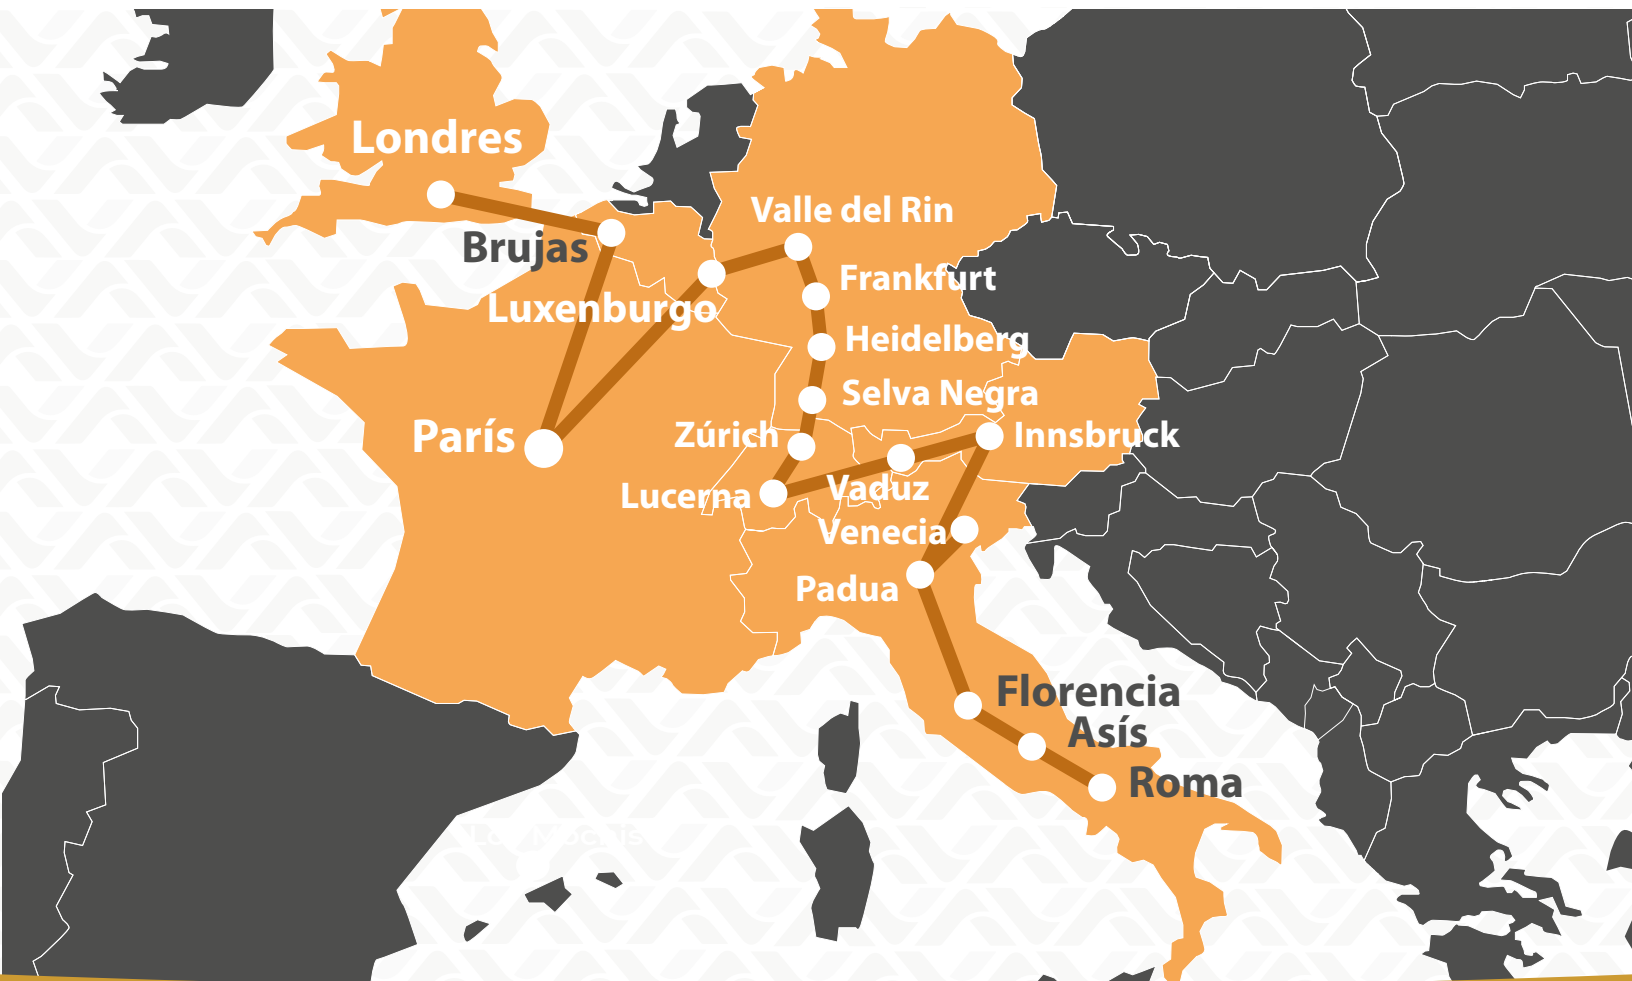 Londres
Valle del Rin
Brujas
Frankfurt
Luxenburgo
Heidelberg
Selva Negra
París
Zúrich
Innsbruck
Lucerna
Vaduz
Venecia
Padua
Florencia
Asís
Roma